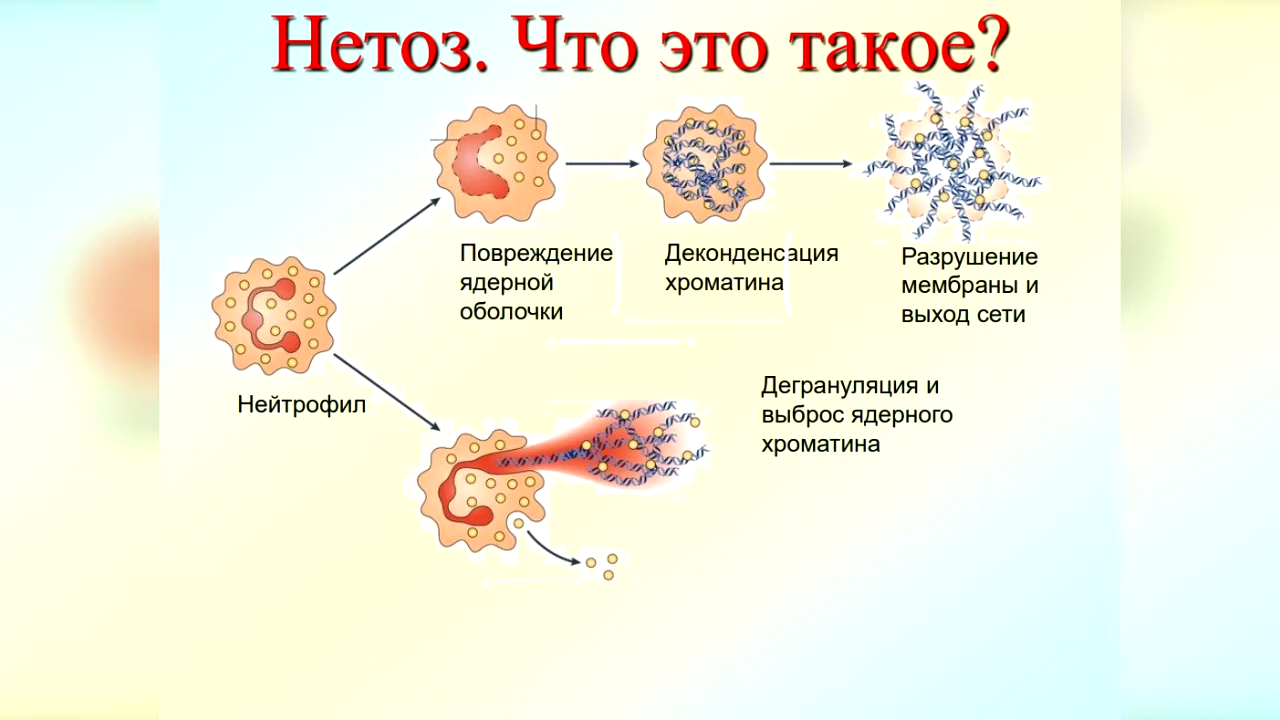 Нетоз. Что это такое?
Повреждение
ядерной
оболочки
Деконденсация
хроматина
Разрушение
мембраны и
выход сети
Нейтрофил
Дегрануляция и
выброс ядерного
хроматина